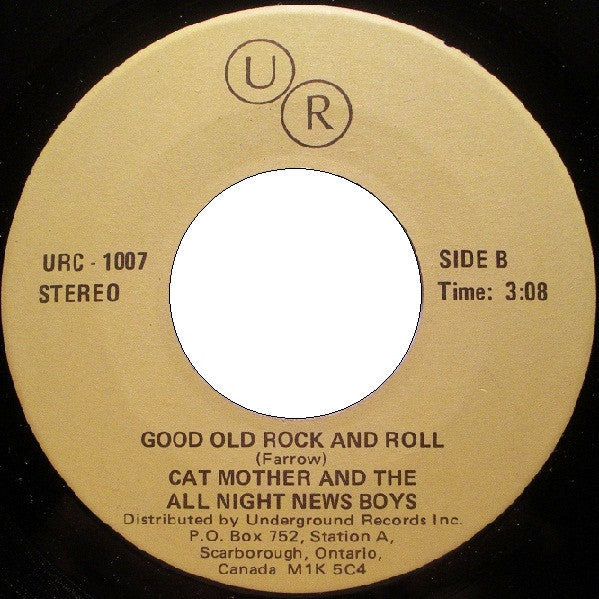 U
R
URC - 1007
STEREO
SIDE B
Time: 3:08
GOOD OLD ROCK AND ROLL
(Farrow)
CAT MOTHER AND THE
ALL NIGHT NEWS BOYS
Distributed by Underground Records Inc.
P.O. Box 752, Station A,
Scarborough, Ontario,
Canada M1K 5C4